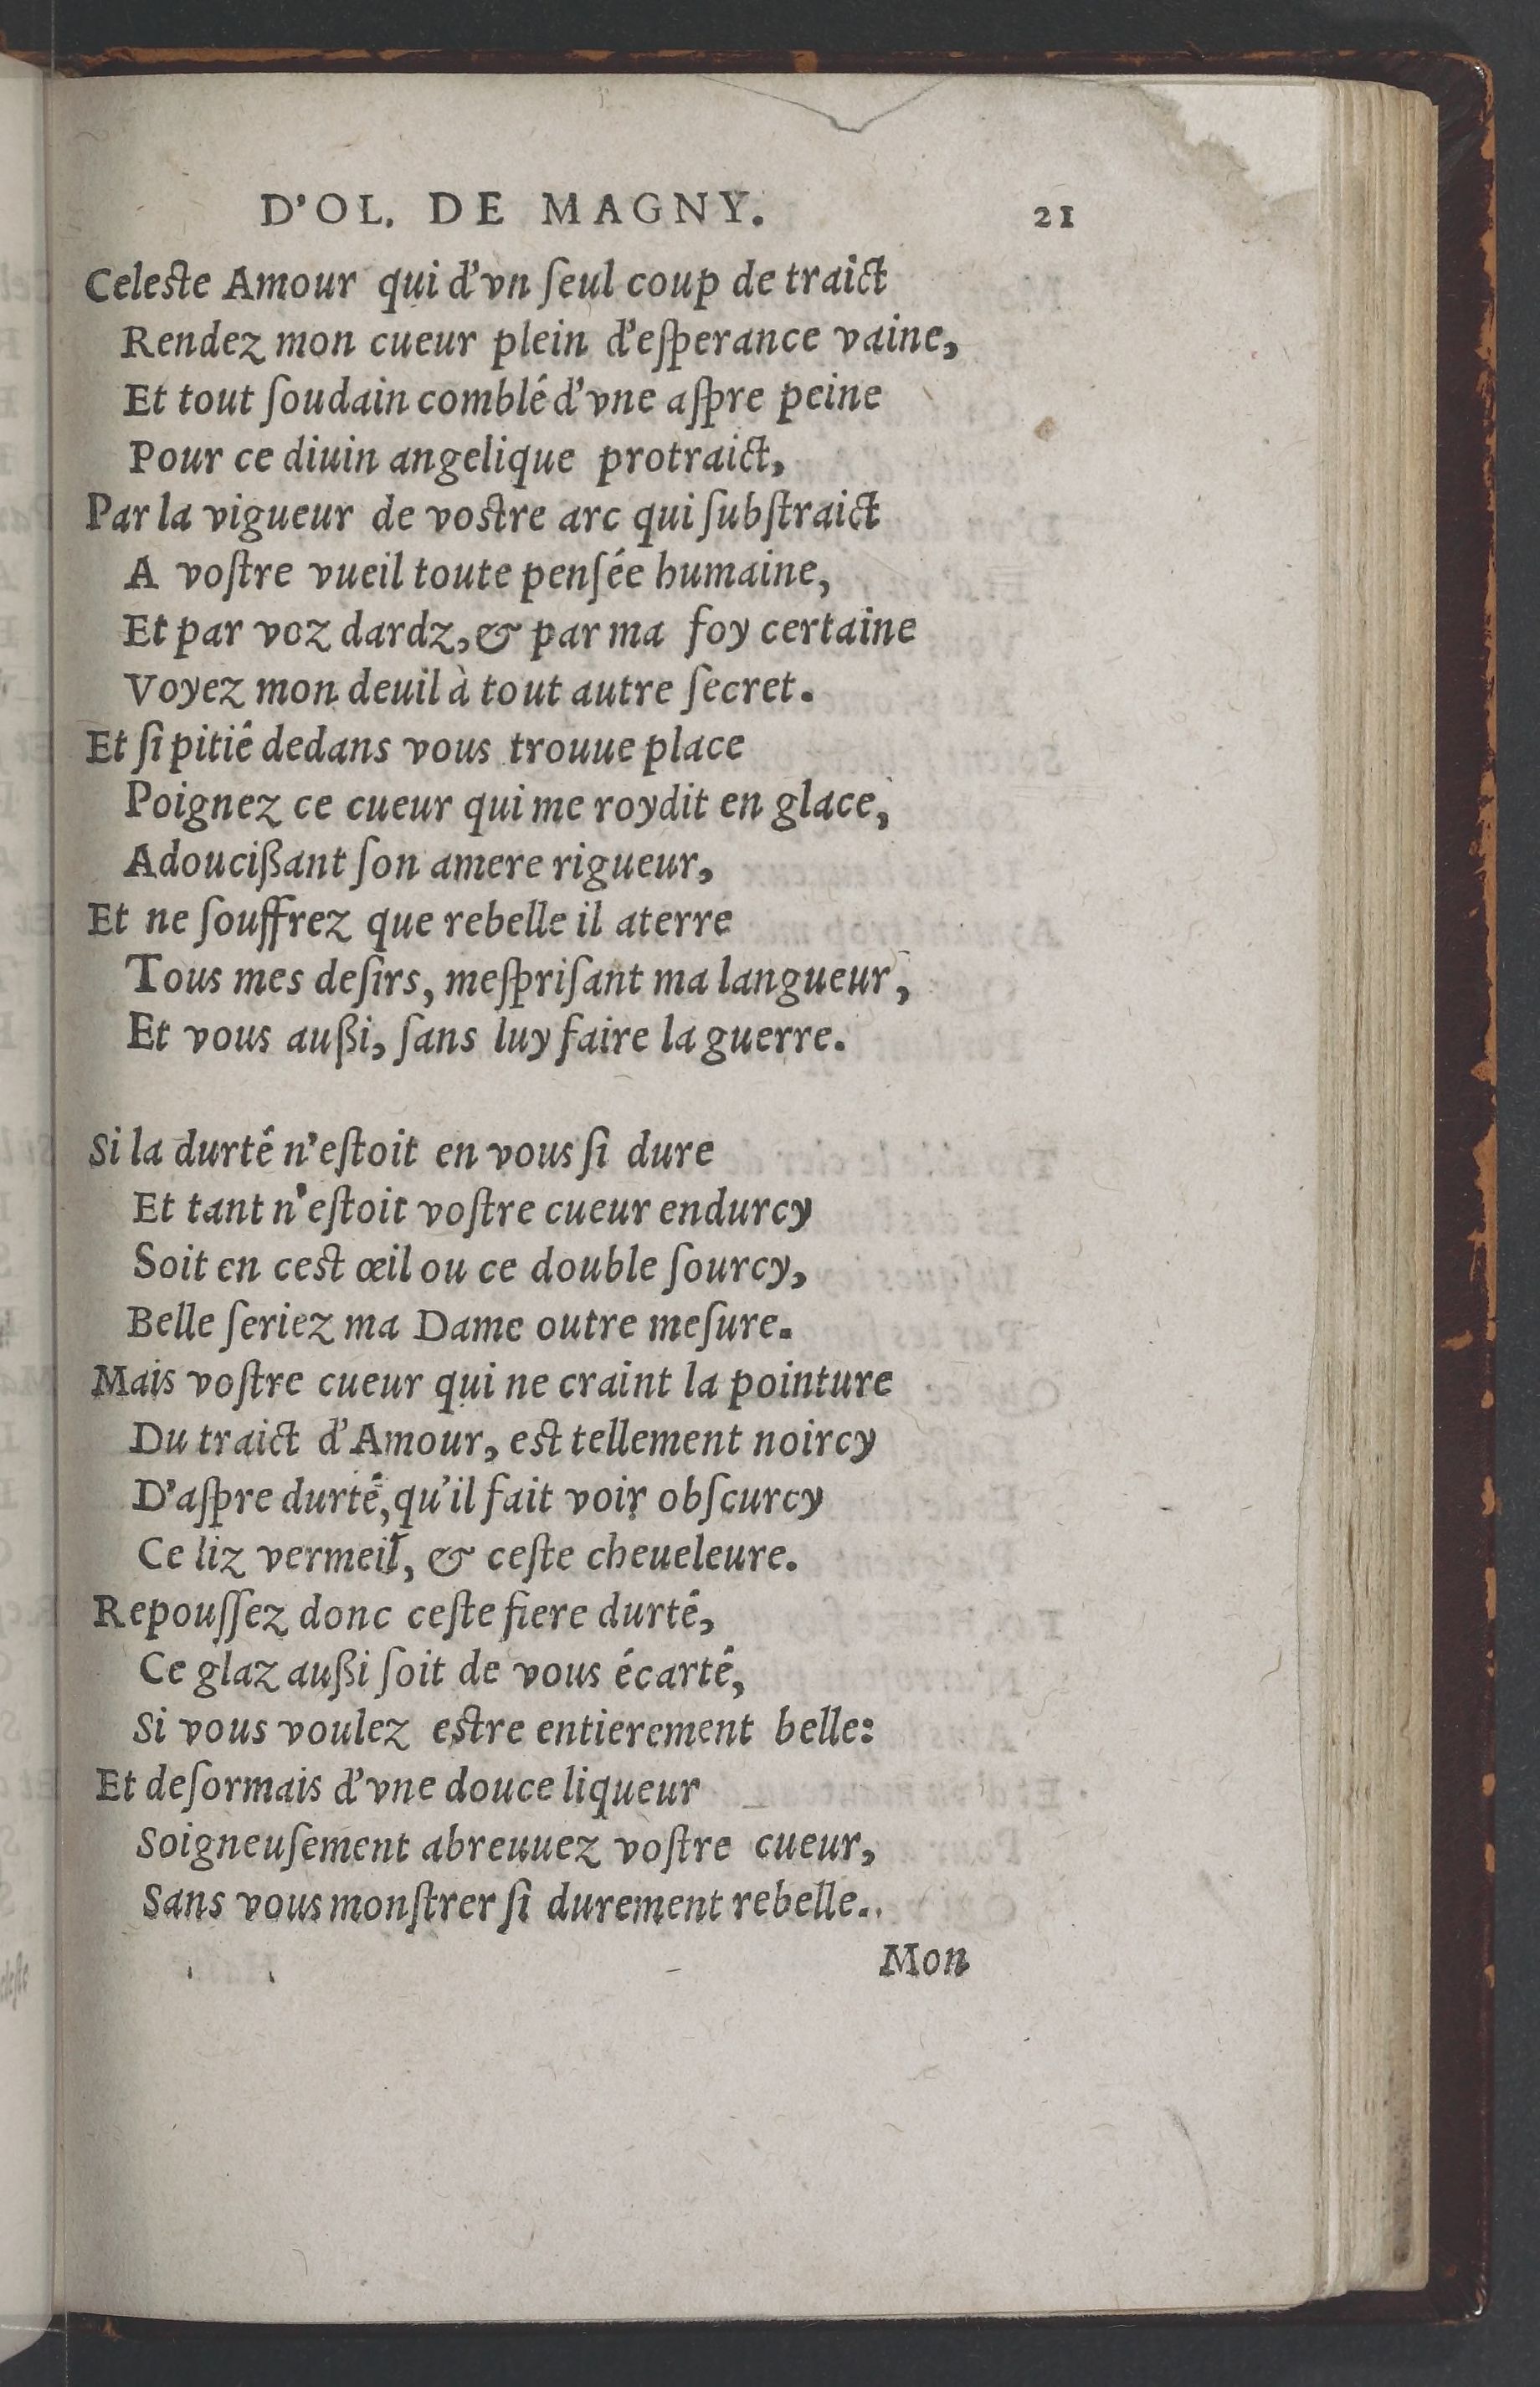 D'OL. DE MAGNY. 21
Celeste Amour qui d'vn ſeul coup de traict
Rendez mon cueur plein d'eſperance vaine,
Et tout ſoudain comblé d'vne aſpre peine
Pour ce diuin angelique protraict,
Par la vigueur de vostre arc qui ſubſtraict
A voſtre vueil toute penſée humaine,
Et par voz dardz, & par ma foy certaine
Voyez mon deuil à tout autre ſecret.
Et ſi pitié dedans vous trouue place
Poignez ce cueur qui me roydit en glace,
Adoucißant ſon amere rigueur,
Et ne ſouffrez que rebelle il aterre
Tous mes deſirs, meſpriſant ma langueur,
Et vous außi, ſans luy faire la guerre.
Si la durté n'eſtoit en vous ſi dure
Et tant n'eſtoit voſtre cueur endurcy
Soit en cest œil ou ce double ſourcy,
Belle ſeriez ma Dame outre meſure.
Mais voſtre cueur qui ne craint la pointure
Du traict d'Amour, est tellement noircy
D'aſpre durté, qu'il fait voir obſcurcy
Ce liz vermeil, & ceſte cheueleure.
Repouſſez donc ceſte fiere durté,
Ce glaz außi ſoit de vous écarté,
Si vous voulez estre entierement belle:
Et deſormais d'vne douce liqueur
Soigneuſement abreuuez voſtre cueur,
Sans vous monſtrer ſi durement rebelle.
Mon